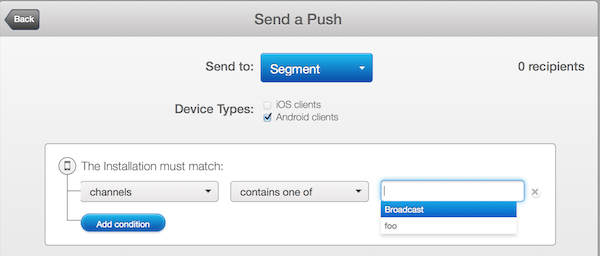 Back
Send a Push
Send to: Segment 0 recipients
Device Types: iOS clients
Android clients
The Installation must match:
channels contains one of
Broadcast
Add condition foo